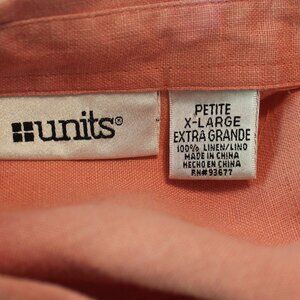 units®
PETITE
X-LARGE
EXTRA GRANDE
100% LINEN/LINO
MADE IN CHINA
HECHO EN CHINA
RN#93677